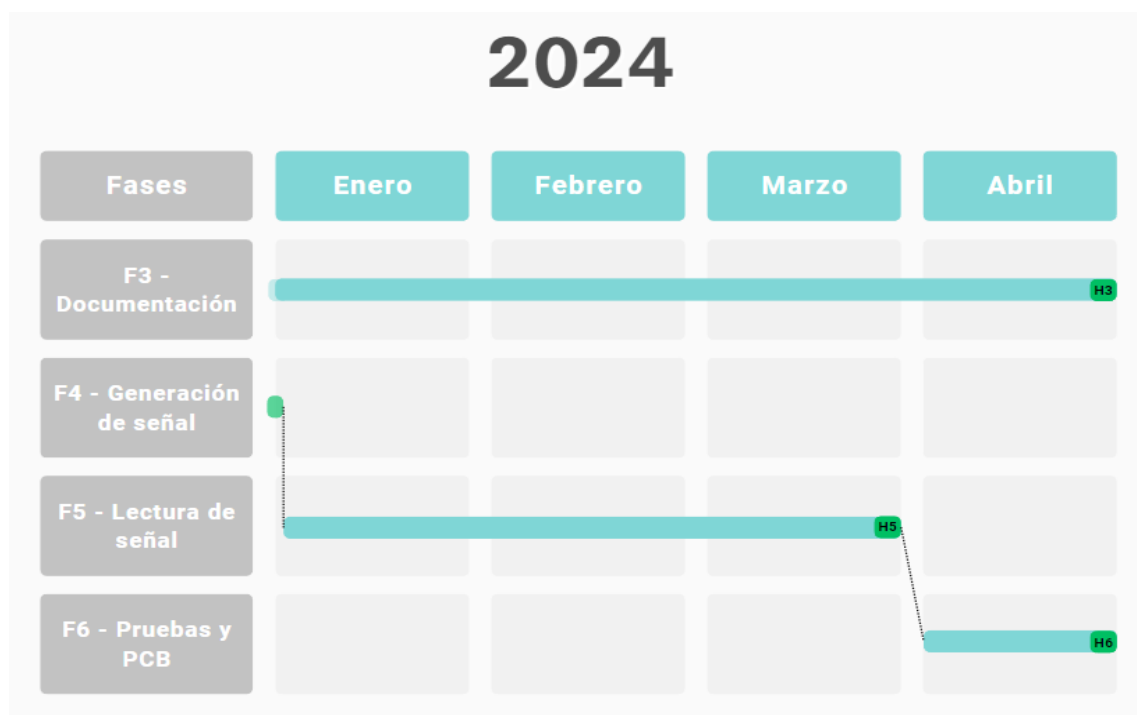 2024
Fases
Enero
Febrero
Marzo
Abril
F3 -
Documentación
H3
F4 - Generación
de señal
F5 - Lectura de
señal
H5
F6 - Pruebas y
PCB
H6